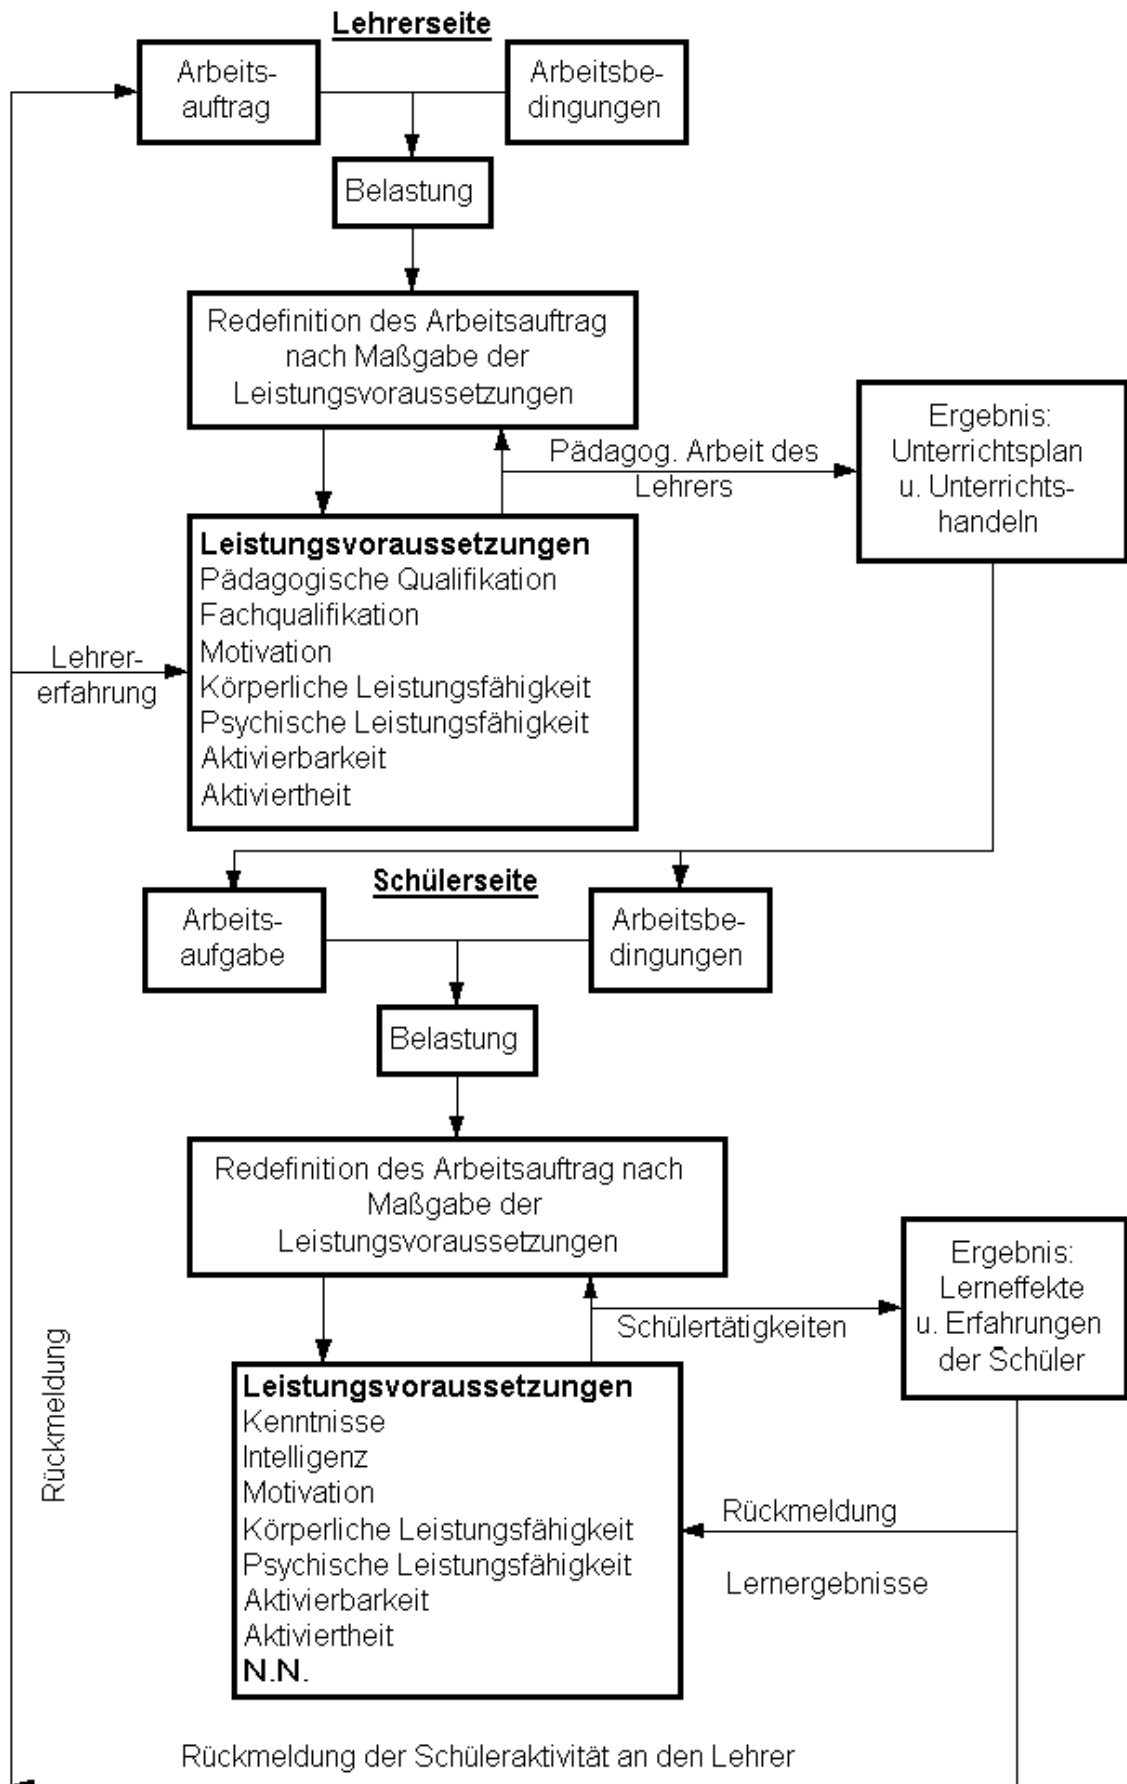 Lehrerseite
Arbeits-
auftrag
Arbeitsbe-
dingungen
Belastung
Redefinition des Arbeitsauftrag
nach Maßgabe der
Leistungsvoraussetzungen
Pädagog. Arbeit des
Lehrers
Ergebnis:
Unterrichtsplan
u. Unterrichts-
handeln
Leistungsvoraussetzungen
Pädagogische Qualifikation
Fachqualifikation
Motivation
Körperliche Leistungsfähigkeit
Psychische Leistungsfähigkeit
Aktivierbarkeit
Aktiviertheit
Lehrer-
erfahrung
Schülerseite
Arbeits-
aufgabe
Arbeitsbe-
dingungen
Belastung
Redefinition des Arbeitsauftrag nach
Maßgabe der
Leistungsvoraussetzungen
Schülertätigkeiten
Ergebnis:
Lerneffekte
u. Erfahrungen
der Schüler
Leistungsvoraussetzungen
Kenntnisse
Intelligenz
Motivation
Körperliche Leistungsfähigkeit
Psychische Leistungsfähigkeit
Aktivierbarkeit
Aktiviertheit
N.N.
Rückmeldung
Lernergebnisse
Rückmeldung
Rückmeldung der Schüleraktivität an den Lehrer